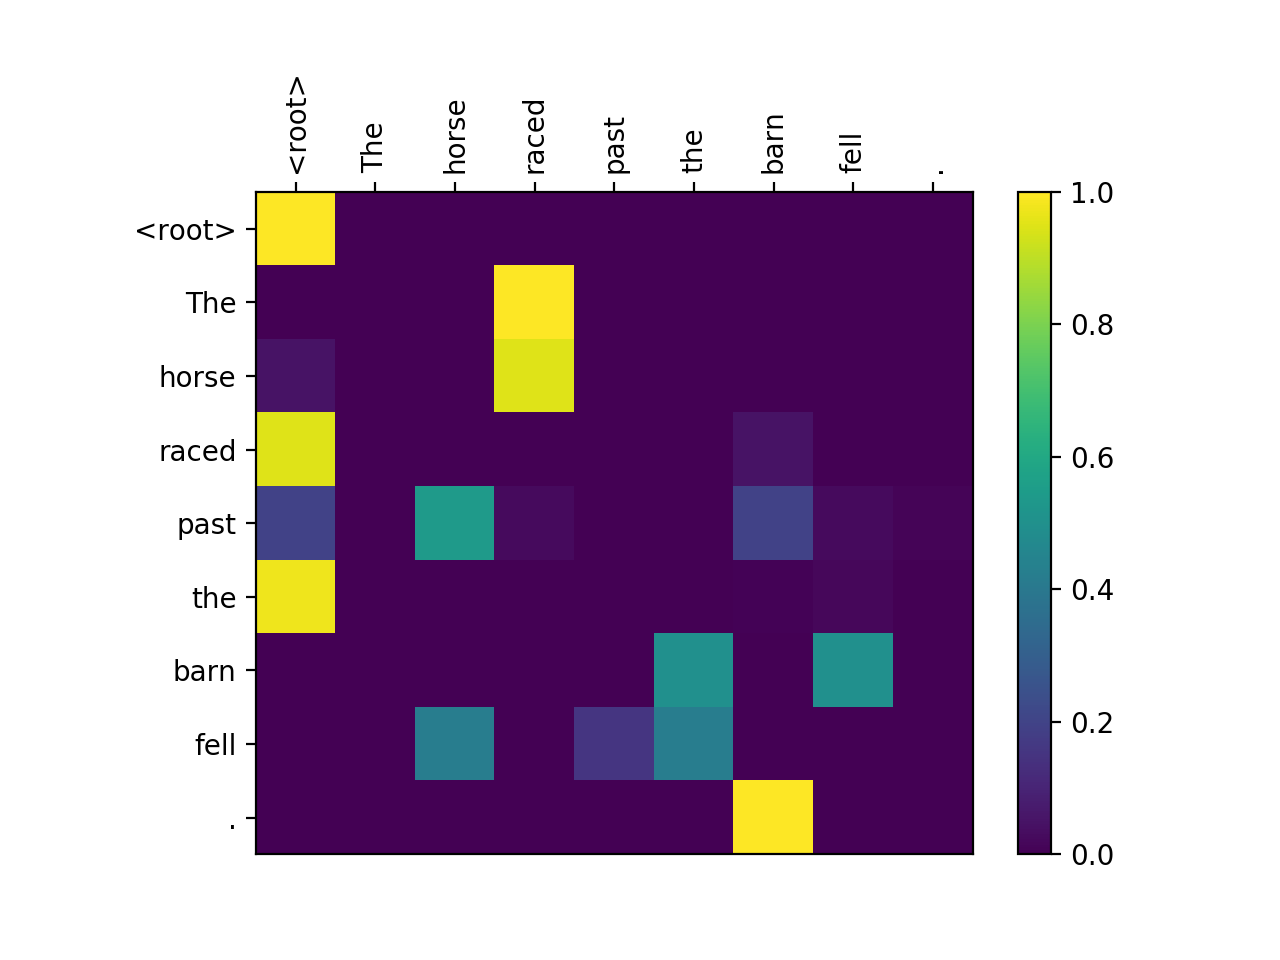 <root> The horse raced past the barn fell .
<root>
The
horse
raced
past
the
barn
fell
.
1.0
0.8
0.6
0.4
0.2
0.0